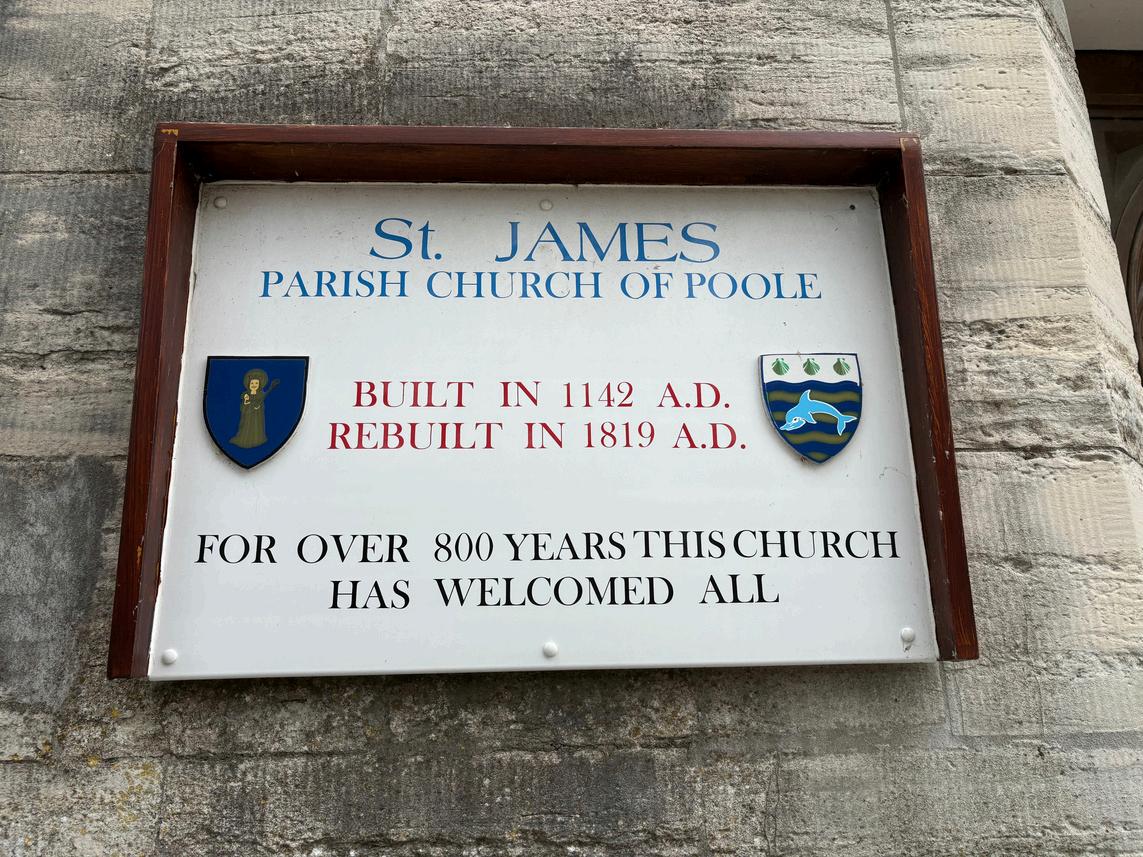 St. JAMES
PARISH CHURCH OF POOLE
BUILT IN 1142 A.D.
REBUILT IN 1819 A.D.
FOR OVER 800 YEARS THIS CHURCH
HAS WELCOMED ALL